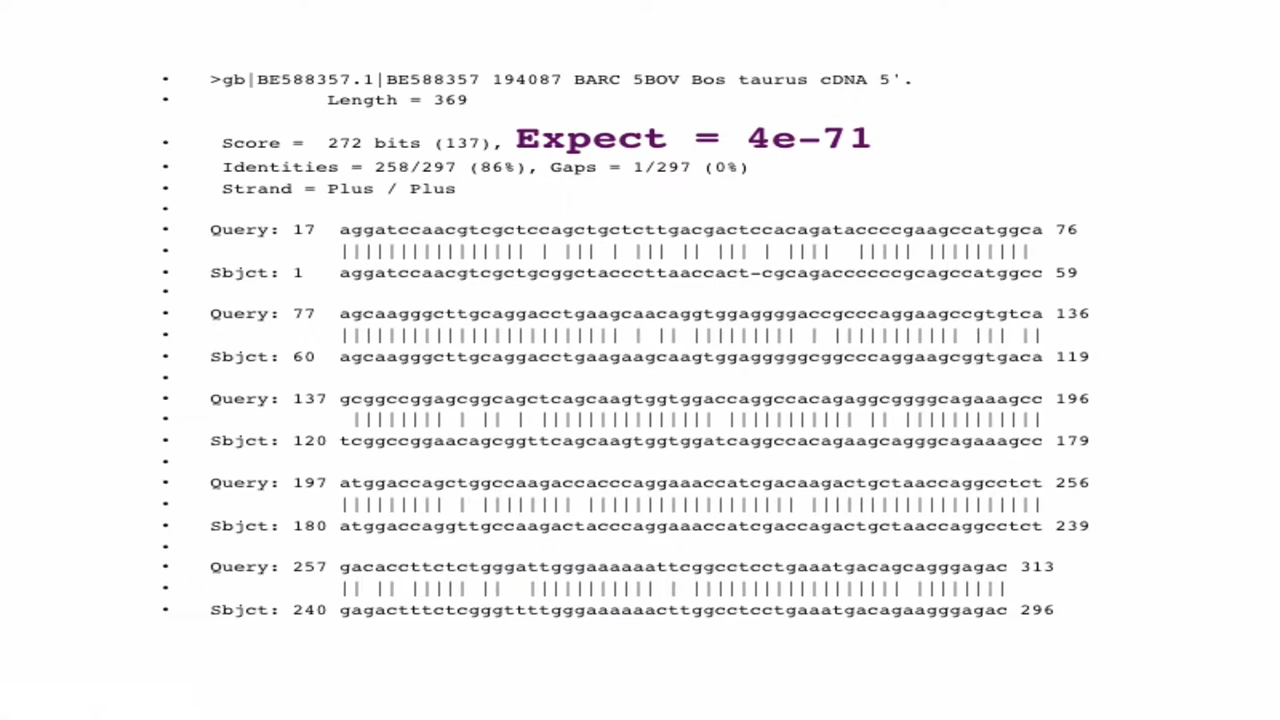 • >gb|BE588357.1|BE588357 194087 BARC 5BOV Bos taurus cDNA 5'.
• Length = 369
• Score = 272 bits (137), Expect = 4e-71
• Identities = 258/297 (86%), Gaps = 1/297 (0%)
• Strand = Plus / Plus
•
• Query: 17 aggatccaacgtcgctccagctgctcttgacgactccacagataccccgaagccatggca 76
• |||||||||||||||| | ||| | ||| || ||| | |||| ||||| |||||||||
• Sbjct: 1 aggatccaacgtcgctgcggctacccttaaccact-cgcagaccccccgcagccatggcc 59
•
• Query: 77 agcaagggcttgcaggacctgaagcaacaggtggaggggaccgcccaggaagccgtgtca 136
• |||||||||||||||||||||||| | || ||||||||| | |||||||||| ||| ||
• Sbjct: 60 agcaagggcttgcaggacctgaagaagcaagtggagggggcggcccaggaagcggtgaca 119
•
• Query: 137 gcggccggagcggcagctcagcaagtggtggaccaggccacagaggcggggcagaaagcc 196
• |||||||| | || | |||||||||||||||| ||||||||||| || ||||||||||||
• Sbjct: 120 tcggccggaacagcggttcagcaagtggtggatcaggccacagaagcagggcagaaagcc 179
•
• Query: 197 atggaccagctggccaagaccacccaggaaaccatcgacaagactgctaaccaggcctct 256
• ||||||||| | |||||||| |||||||||||||||||| ||||||||||||||||||||
• Sbjct: 180 atggaccaggttgccaagactacccaggaaaccatcgaccagactgctaaccaggcctct 239
•
• Query: 257 gacaccttctctgggattgggaaaaaattcggcctcctgaaatgacagcagggagac 313
• || || ||||| || ||||||||||| | ||||||||||||||||| ||||||||
• Sbjct: 240 gagactttctcgggttttgggaaaaaacttggcctcctgaaatgacagaagggagac 296